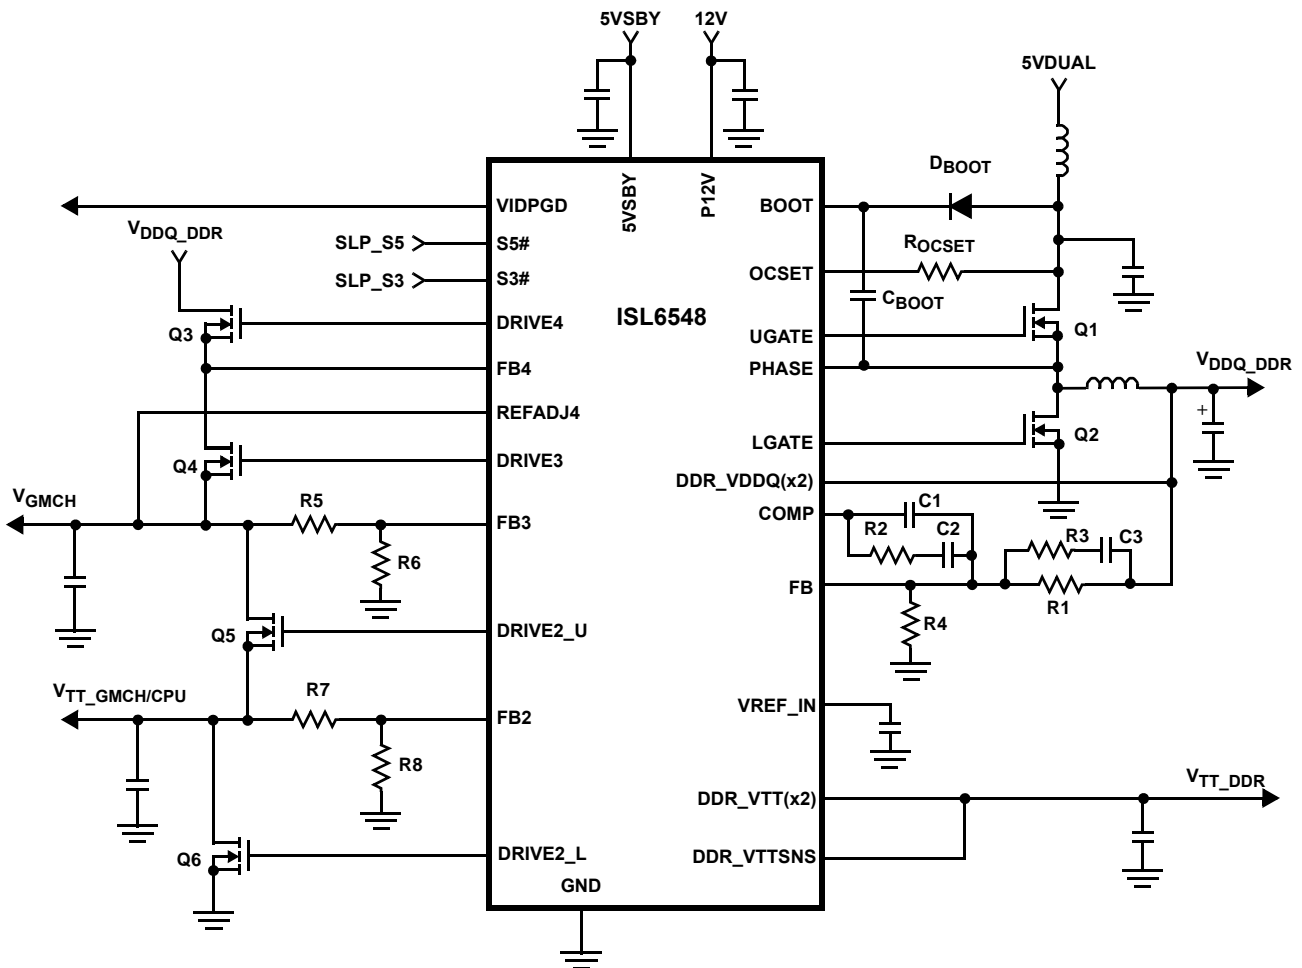 5VSBY
12V
5VDUAL
DBOOT
5VSBY
P12V
VIDPGD
BOOT
VDDQ_DDR
SLP_S5
S5#
ROCSET
SLP_S3
S3#
OCSET
CBOOT
ISL6548
Q3
DRIVE4
UGATE
Q1
FB4
PHASE
VDDQ_DDR
REFADJ4
+
Q4
DRIVE3
LGATE
Q2
DDR_VDDQ(x2)
VGMCH
R5
FB3
COMP
C1
R2
C2
R3
C3
R6
FB
R1
R4
Q5
DRIVE2_U
VTT_GMCH/CPU
R7
FB2
VREF_IN
R8
DDR_VTT(x2)
VTT_DDR
Q6
DRIVE2_L
DDR_VTTSNS
GND